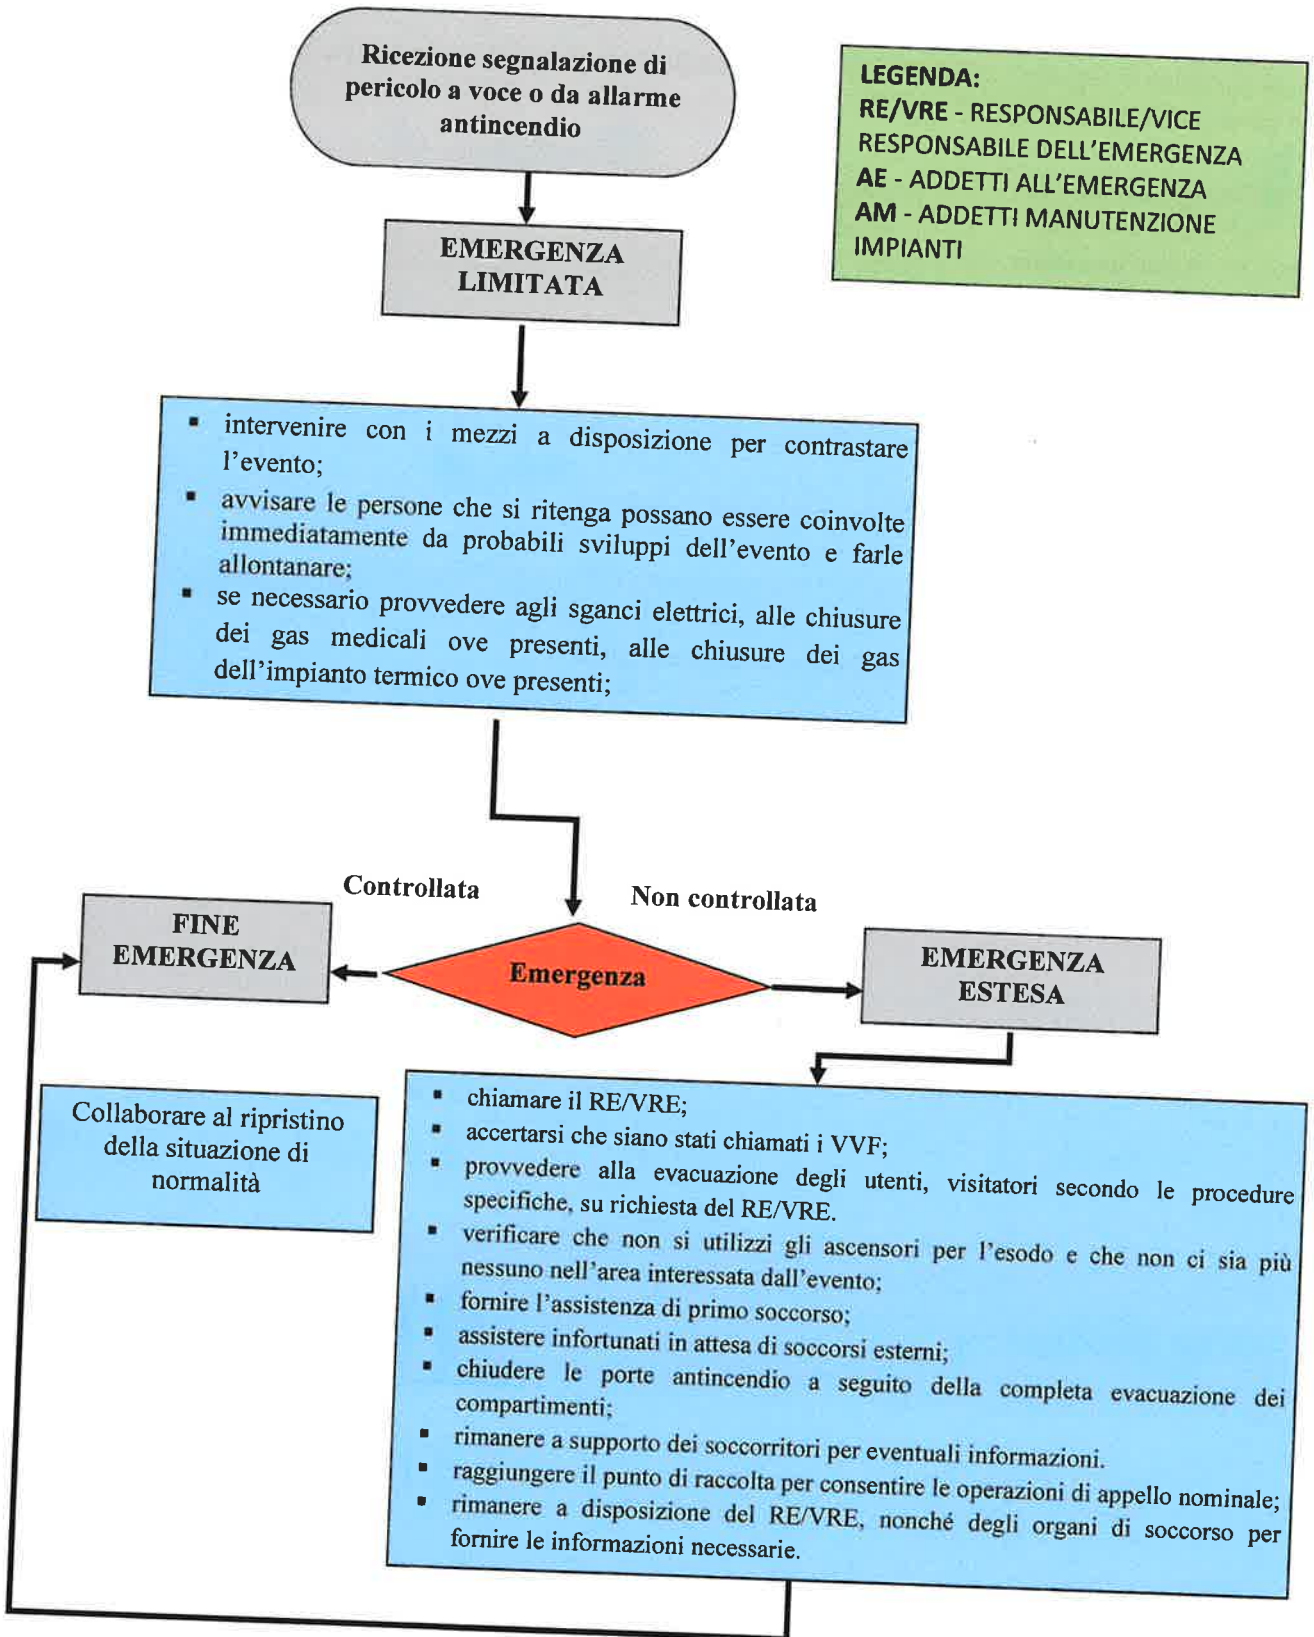 Ricezione segnalazione di
pericolo a voce o da allarme
antincendio
LEGENDA:
RE/VRE - RESPONSABILE/VICE
RESPONSABILE DELL'EMERGENZA
AE - ADDETTI ALL'EMERGENZA
AM - ADDETTI MANUTENZIONE
IMPIANTI
EMERGENZA
LIMITATA
▪ intervenire con i mezzi a disposizione per contrastare
l'evento;
▪ avvisare le persone che si ritenga possano essere coinvolte
immediatamente da probabili sviluppi dell'evento e farle
allontanare;
▪ se necessario provvedere agli sganci elettrici, alle chiusure
dei gas medicali ove presenti, alle chiusure dei gas
dell'impianto termico ove presenti;
Controllata
Non controllata
FINE
EMERGENZA
Emergenza
EMERGENZA
ESTESA
Collaborare al ripristino
della situazione di
normalità
▪ chiamare il RE/VRE;
▪ accertarsi che siano stati chiamati i VVF;
▪ provvedere alla evacuazione degli utenti, visitatori secondo le procedure
specifiche, su richiesta del RE/VRE.
▪ verificare che non si utilizzi gli ascensori per l'esodo e che non ci sia più
nessuno nell'area interessata dall'evento;
▪ fornire l'assistenza di primo soccorso;
▪ assistere infortunati in attesa di soccorsi esterni;
▪ chiudere le porte antincendio a seguito della completa evacuazione dei
compartimenti;
▪ rimanere a supporto dei soccorritori per eventuali informazioni.
▪ raggiungere il punto di raccolta per consentire le operazioni di appello nominale;
▪ rimanere a disposizione del RE/VRE, nonché degli organi di soccorso per
fornire le informazioni necessarie.